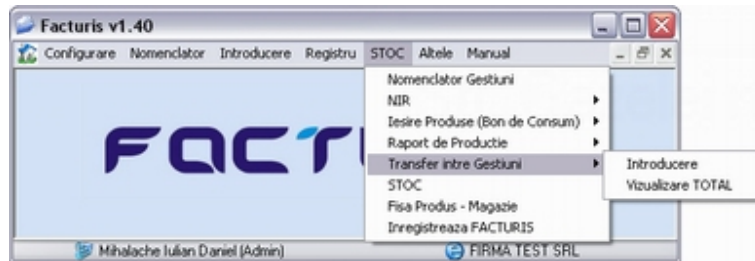 Facturis v1.40
Configurare Nomenclator Introducere Registru STOC Altele Manual
Nomenclator Gestiuni
NIR
Iesire Produse (Bon de Consum)
Raport de Productie
Transfer intre Gestiuni
Introducere
Vizualizare TOTAL
STOC
Fisa Produs - Magazie
Inregistreaza FACTURIS
FACT
Mihalache Iulian Daniel (Admin) FIRMA TEST SRL